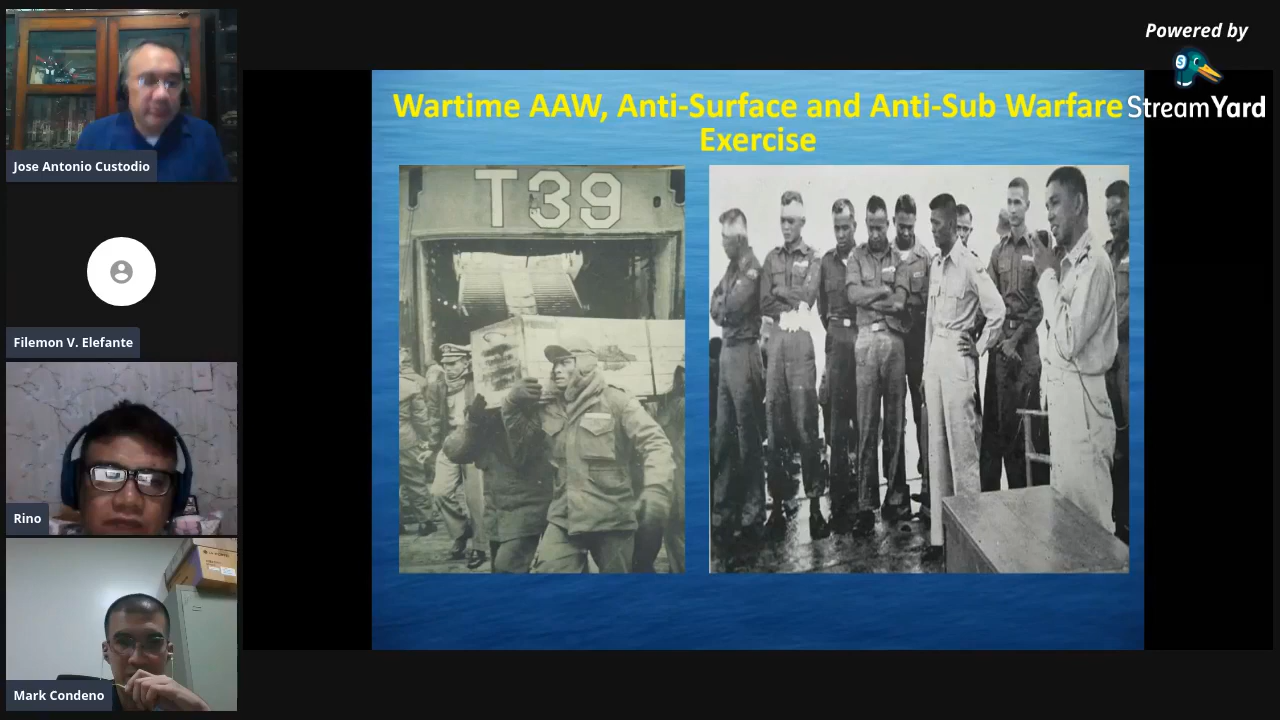 Powered by
StreamYard
Wartime AAW, Anti-Surface and Anti-Sub Warfare
Exercise
T39
Jose Antonio Custodio
Filemon V. Elefante
Rino
Mark Condeno